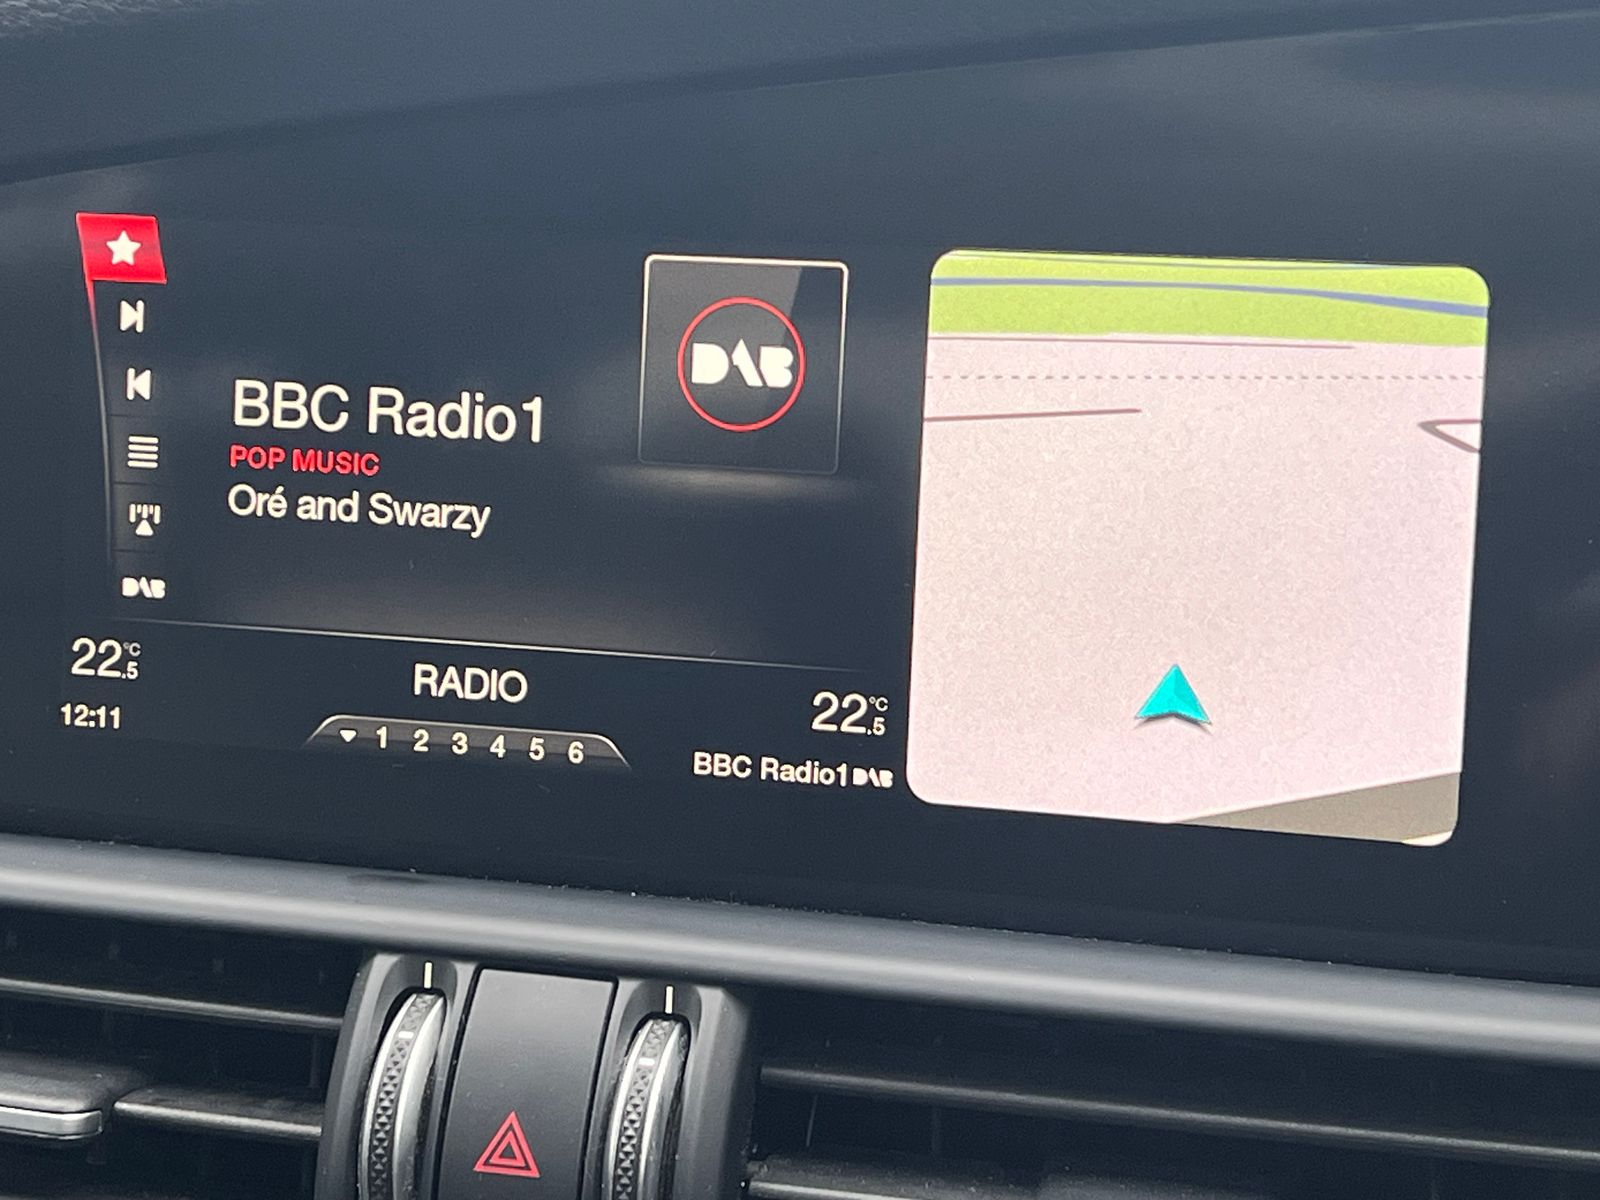 DAB
BBC Radio1
POP MUSIC
Oré and Swarzy
DAB
22.5 °C
RADIO
22.5 °C
12:11
1 2 3 4 5 6
BBC Radio1 DAB